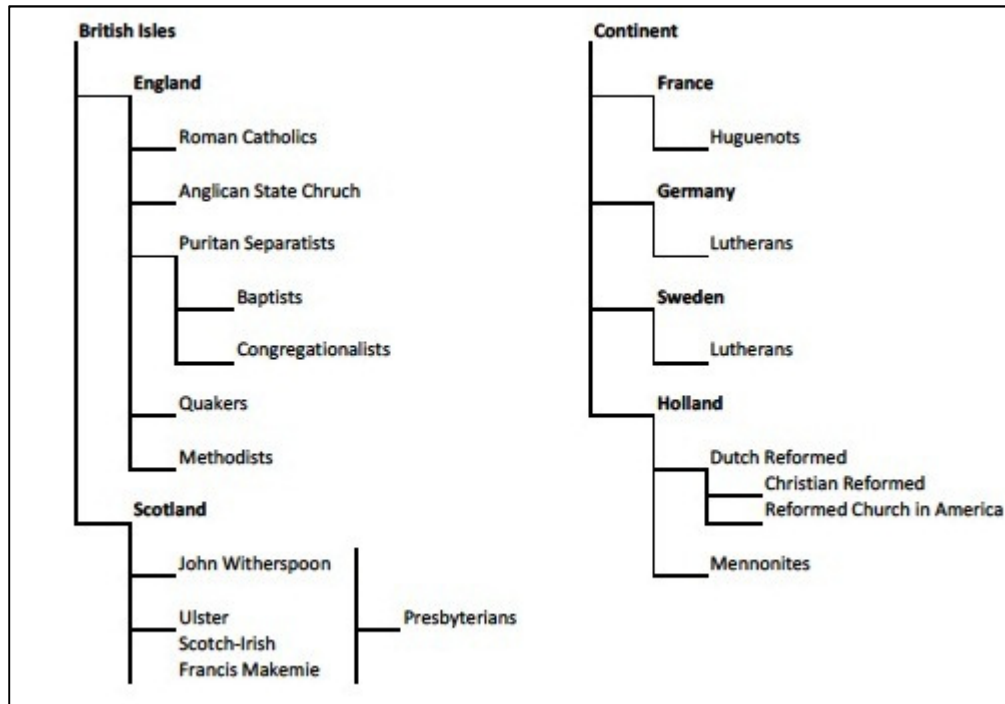 British Isles
England
Roman Catholics
Anglican State Chruch
Puritan Separatists
Baptists
Congregationalists
Quakers
Methodists
Scotland
John Witherspoon
Ulster
Scotch-Irish
Francis Makemie
Presbyterians
Continent
France
Huguenots
Germany
Lutherans
Sweden
Lutherans
Holland
Dutch Reformed
Christian Reformed
Reformed Church in America
Mennonites